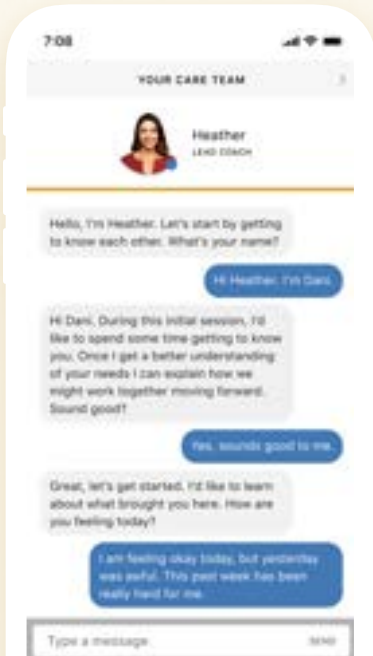 7:08
YOUR CARE TEAM
Heather
LEAD COACH
Hello, I'm Heather. Let's start by getting
to know each other. What's your name?
Hi Heather. I'm Dani.
Hi Dani. During this initial session, I'd
like to spend some time getting to know
you. Once I get a better understanding
of your needs I can explain how we
might work together moving forward.
Sound good?
Yes, sounds good to me.
Great, let's get started. I'd like to learn
about what brought you here. How are
you feeling today?
I am feeling okay today, but yesterday
was awful. This past week has been
really hard for me.
Type a message
SEND